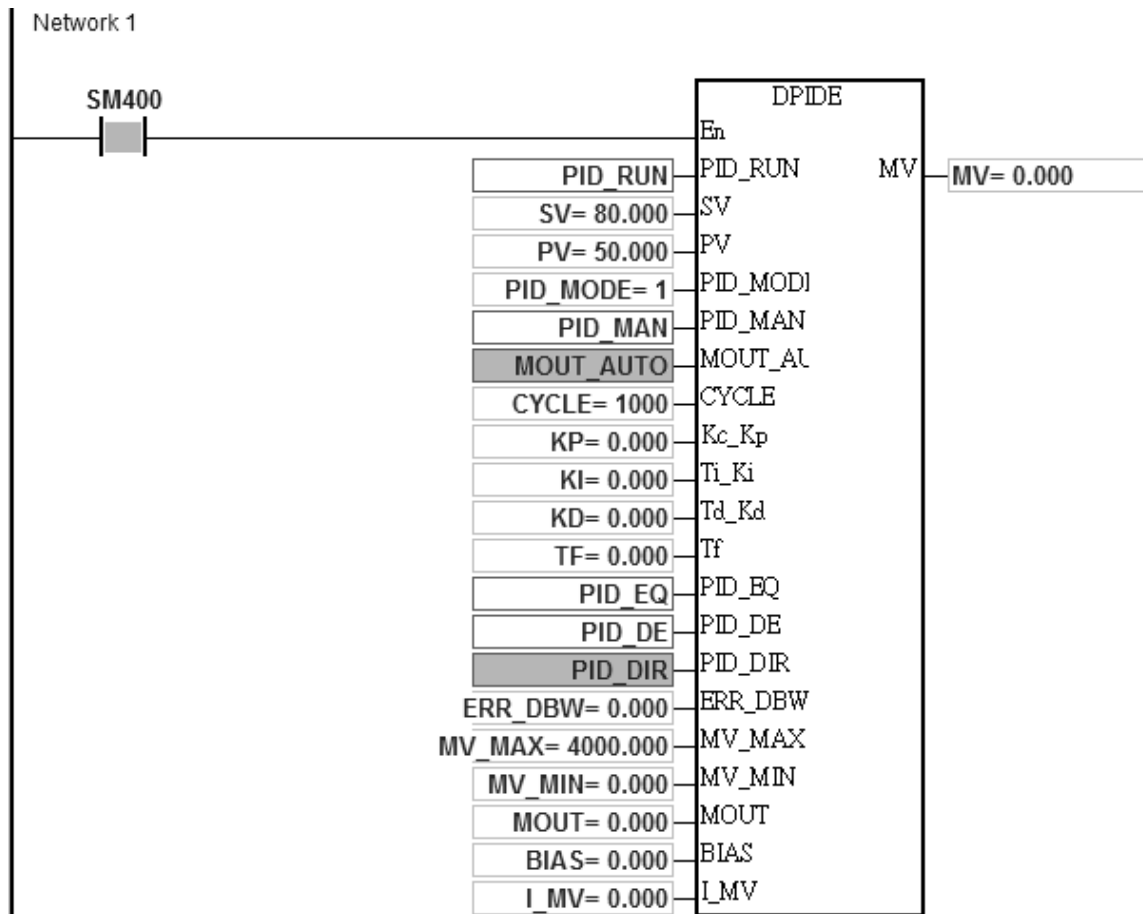 Network 1
SM400
DPIDE
En
PID_RUN PID_RUN MV MV= 0.000
SV= 80.000 SV
PV= 50.000 PV
PID_MODE= 1 PID_MODI
PID_MAN PID_MAN
MOUT_AUTO MOUT_AU
CYCLE= 1000 CYCLE
KP= 0.000 Kc_Kp
KI= 0.000 Ti_Ki
KD= 0.000 Td_Kd
TF= 0.000 Tf
PID_EQ PID_EQ
PID_DE PID_DE
PID_DIR PID_DIR
ERR_DBW= 0.000 ERR_DBW
MV_MAX= 4000.000 MV_MAX
MV_MIN= 0.000 MV_MIN
MOUT= 0.000 MOUT
BIAS= 0.000 BIAS
I_MV= 0.000 I_MV